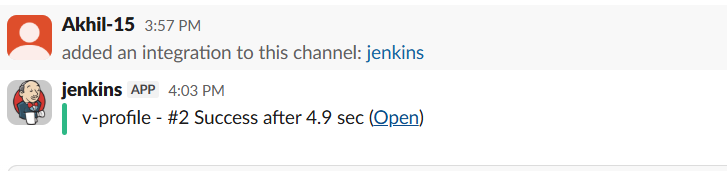 Akhil-15 3:57 PM
added an integration to this channel: jenkins
jenkins APP 4:03 PM
v-profile - #2 Success after 4.9 sec (Open)